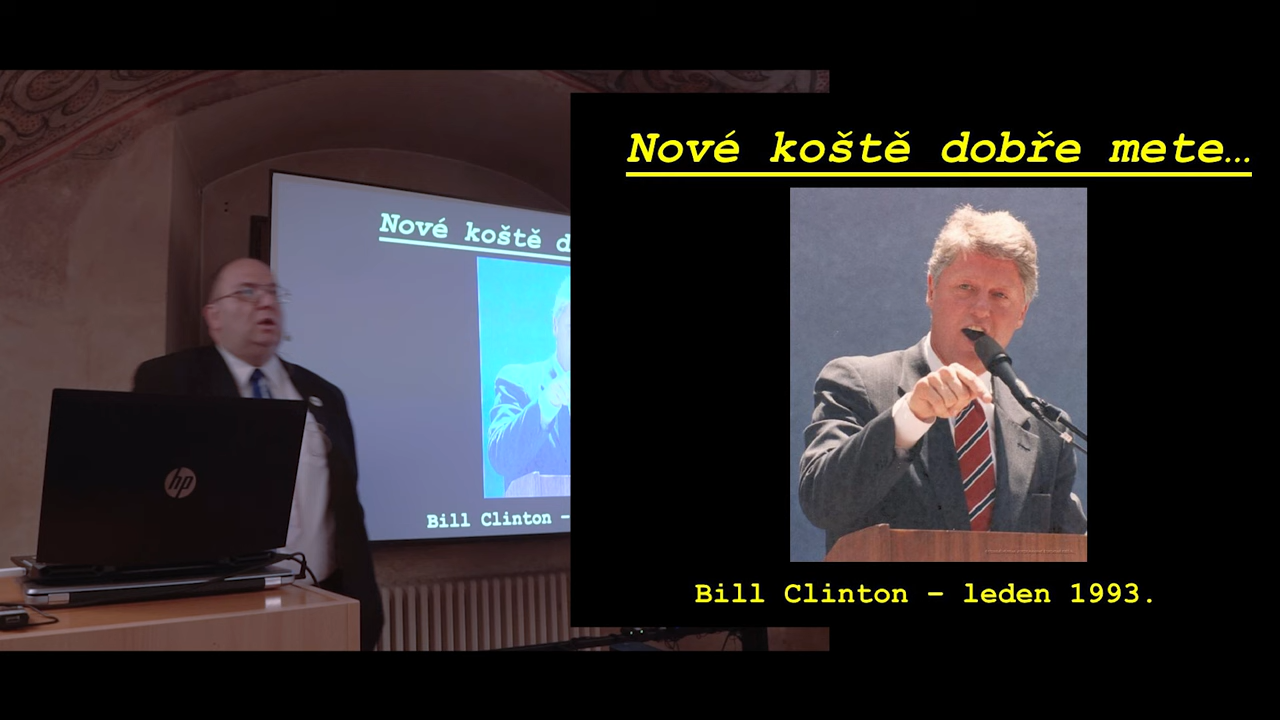 Nové koště dobře mete…
Bill Clinton – leden 1993.
Nové koště d
Bill Clinton –
hp